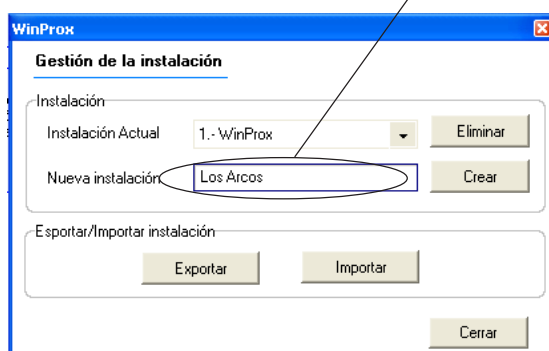 WinProx
Gestión de la instalación
Instalación
Instalación Actual 1.- WinProx Eliminar
Nueva instalación Los Arcos Crear
Esportar/Importar instalación
Exportar Importar
Cerrar